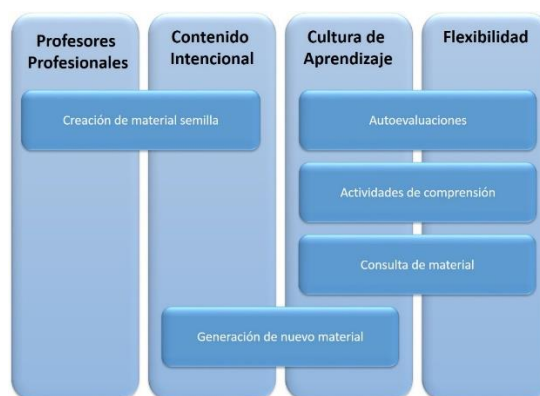 Profesores
Profesionales
Contenido
Intencional
Cultura de
Aprendizaje
Flexibilidad
Creación de material semilla
Autoevaluaciones
Actividades de comprensión
Consulta de material
Generación de nuevo material